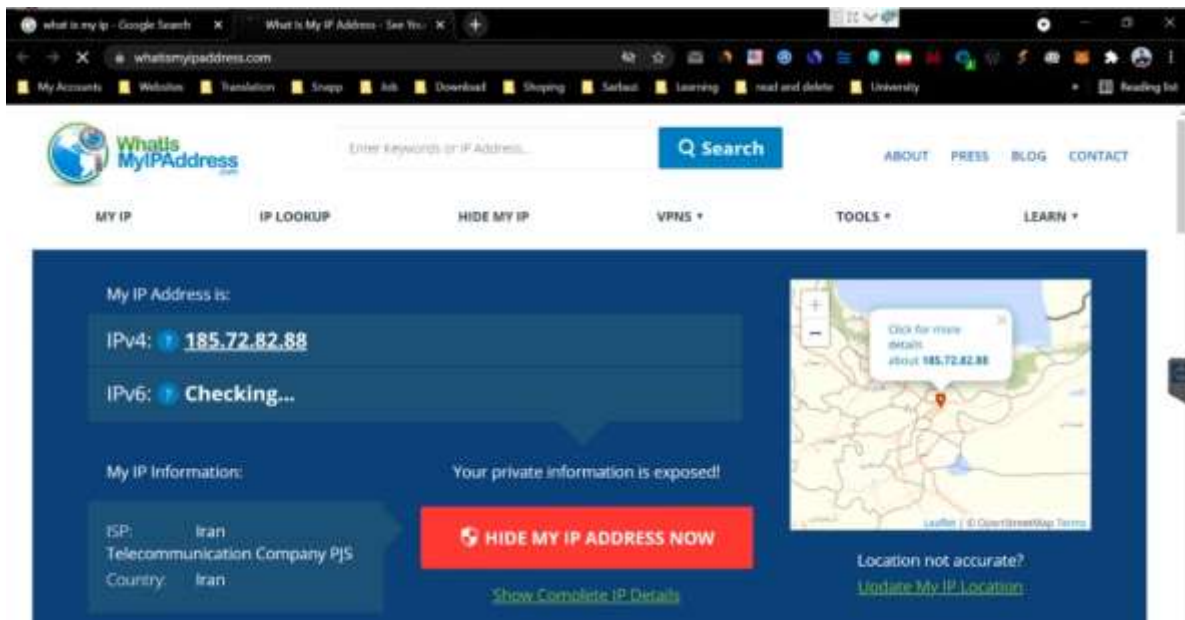 what is my ip - Google Search
What Is My IP Address - See You
whatismyipaddress.com
My Accounts Websites Translation Snapp Job Download Shoping Sarbazi Learning read and delete University Reading list
WhatIs
MyIPAddress
.com
Enter Keywords or IP Address...
Search
ABOUT PRESS BLOG CONTACT
MY IP IP LOOKUP HIDE MY IP VPNS TOOLS LEARN
My IP Address is:
IPv4: ? 185.72.82.88
IPv6: ? Checking...
Click for more
details
about 185.72.82.88
My IP Information:
Your private information is exposed!
ISP: Iran
Telecommunication Company PJS
Country: Iran
HIDE MY IP ADDRESS NOW
Show Complete IP Details
Leaflet | © OpenStreetMap Terms
Location not accurate?
Update My IP Location